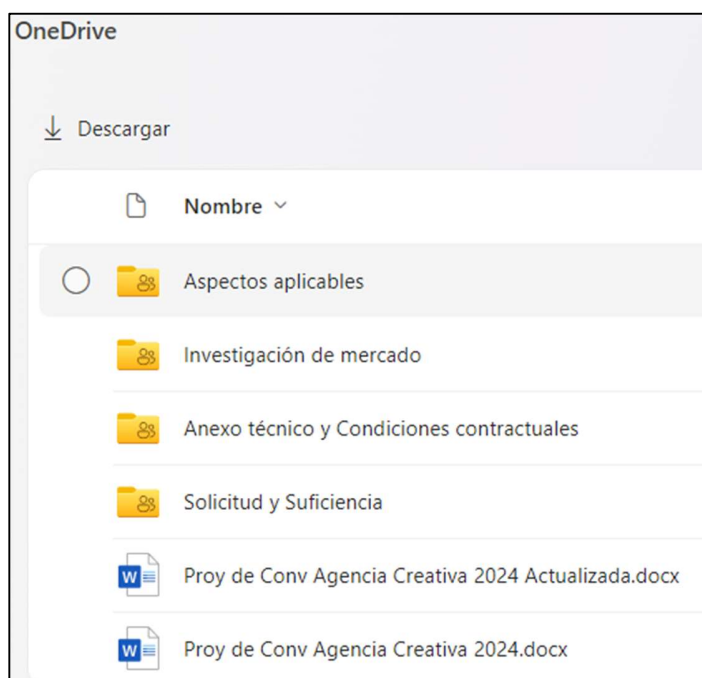 OneDrive
Descargar
Nombre
Aspectos aplicables
Investigación de mercado
Anexo técnico y Condiciones contractuales
Solicitud y Suficiencia
W Proy de Conv Agencia Creativa 2024 Actualizada.docx
W Proy de Conv Agencia Creativa 2024.docx